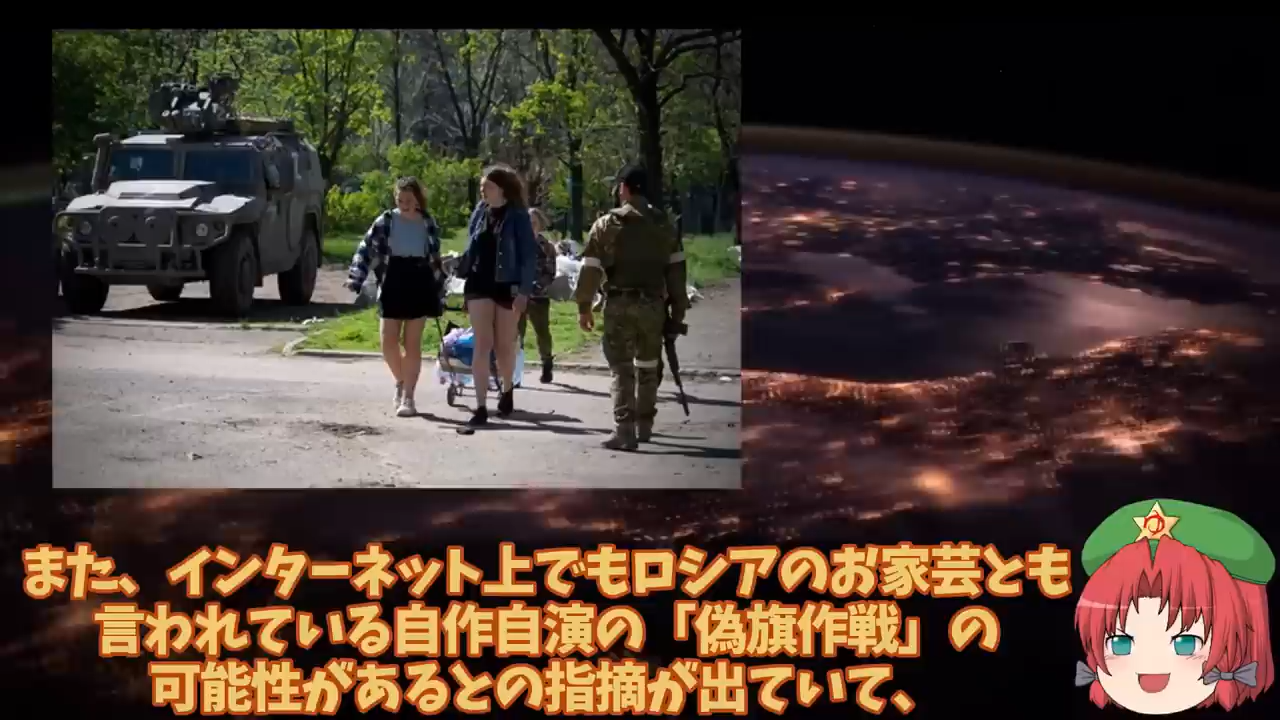 また、インターネット上でもロシアのお家芸とも
言われている自作自演の「偽旗作戦」の
可能性があるとの指摘が出ていて、